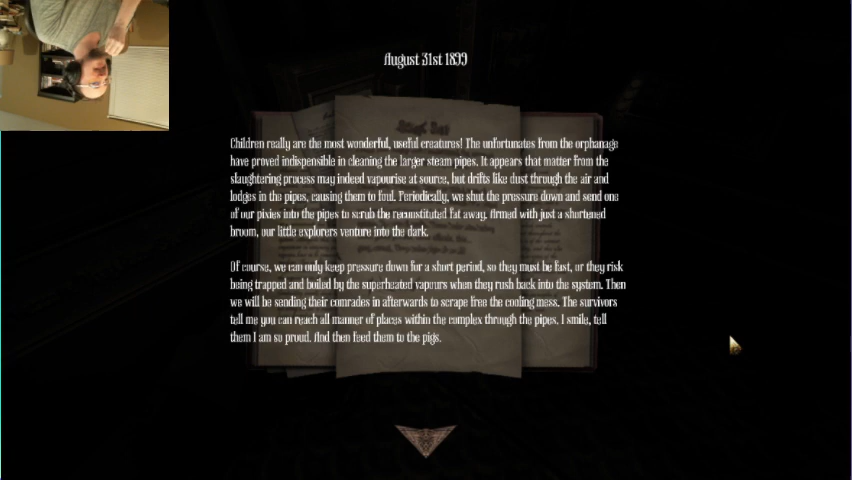 August 31st 1899
Children really are the most wonderful, useful creatures! The unfortunates from the orphanage
have proved indispensible in cleaning the larger steam pipes. It appears that matter from the
slaughtering process may indeed vapourise at source, but drifts like dust through the air and
lodges in the pipes, causing them to foul. Periodically, we shut the pressure down and send one
of our pixies into the pipes to scrub the reconstituted fat away. Armed with just a shortened
broom, our little explorers venture into the dark.
Of course, we can only keep pressure down for a short period, so they must be fast, or they risk
being trapped and boiled by the superheated vapours when they rush back into the system. Then
we will be sending their comrades in afterwards to scrape free the cooling mess. The survivors
tell me you can reach all manner of places within the complex through the pipes. I smile, tell
them I am so proud. And then feed them to the pigs.